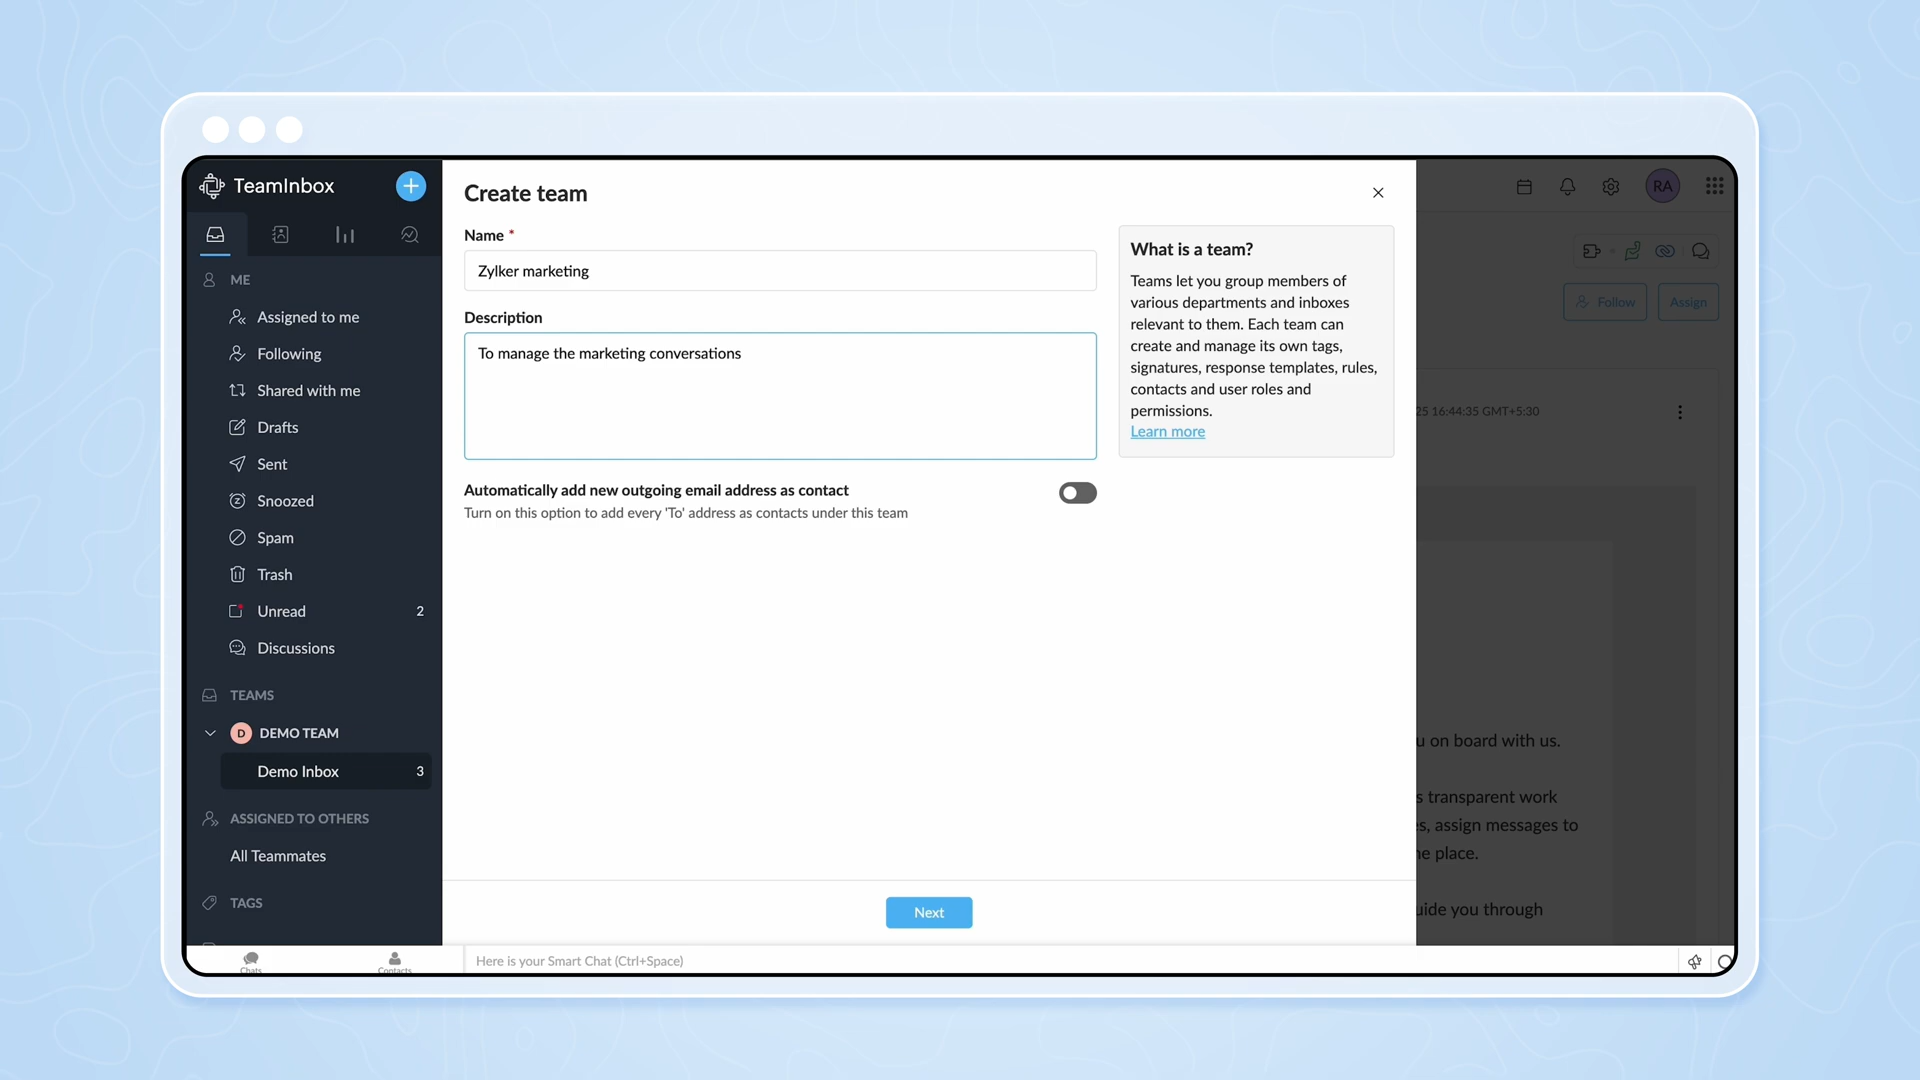 TeamInbox
Create team
RA
ME
Name *
Zylker marketing
What is a team?
Teams let you group members of
various departments and inboxes
relevant to them. Each team can
create and manage its own tags,
signatures, response templates, rules,
contacts and user roles and
permissions.
Learn more
Follow
Assign
Assigned to me
Description
Following
To manage the marketing conversations
Shared with me
25 16:44:35 GMT+5:30
Drafts
Sent
Snoozed
Automatically add new outgoing email address as contact
Turn on this option to add every 'To' address as contacts under this team
Spam
Trash
Unread 2
Discussions
TEAMS
D DEMO TEAM
Demo Inbox 3
ASSIGNED TO OTHERS
All Teammates
TAGS
u on board with us.
s transparent work
es, assign messages to
ne place.
uide you through
Next
Chats
Contacts
Here is your Smart Chat (Ctrl+Space)